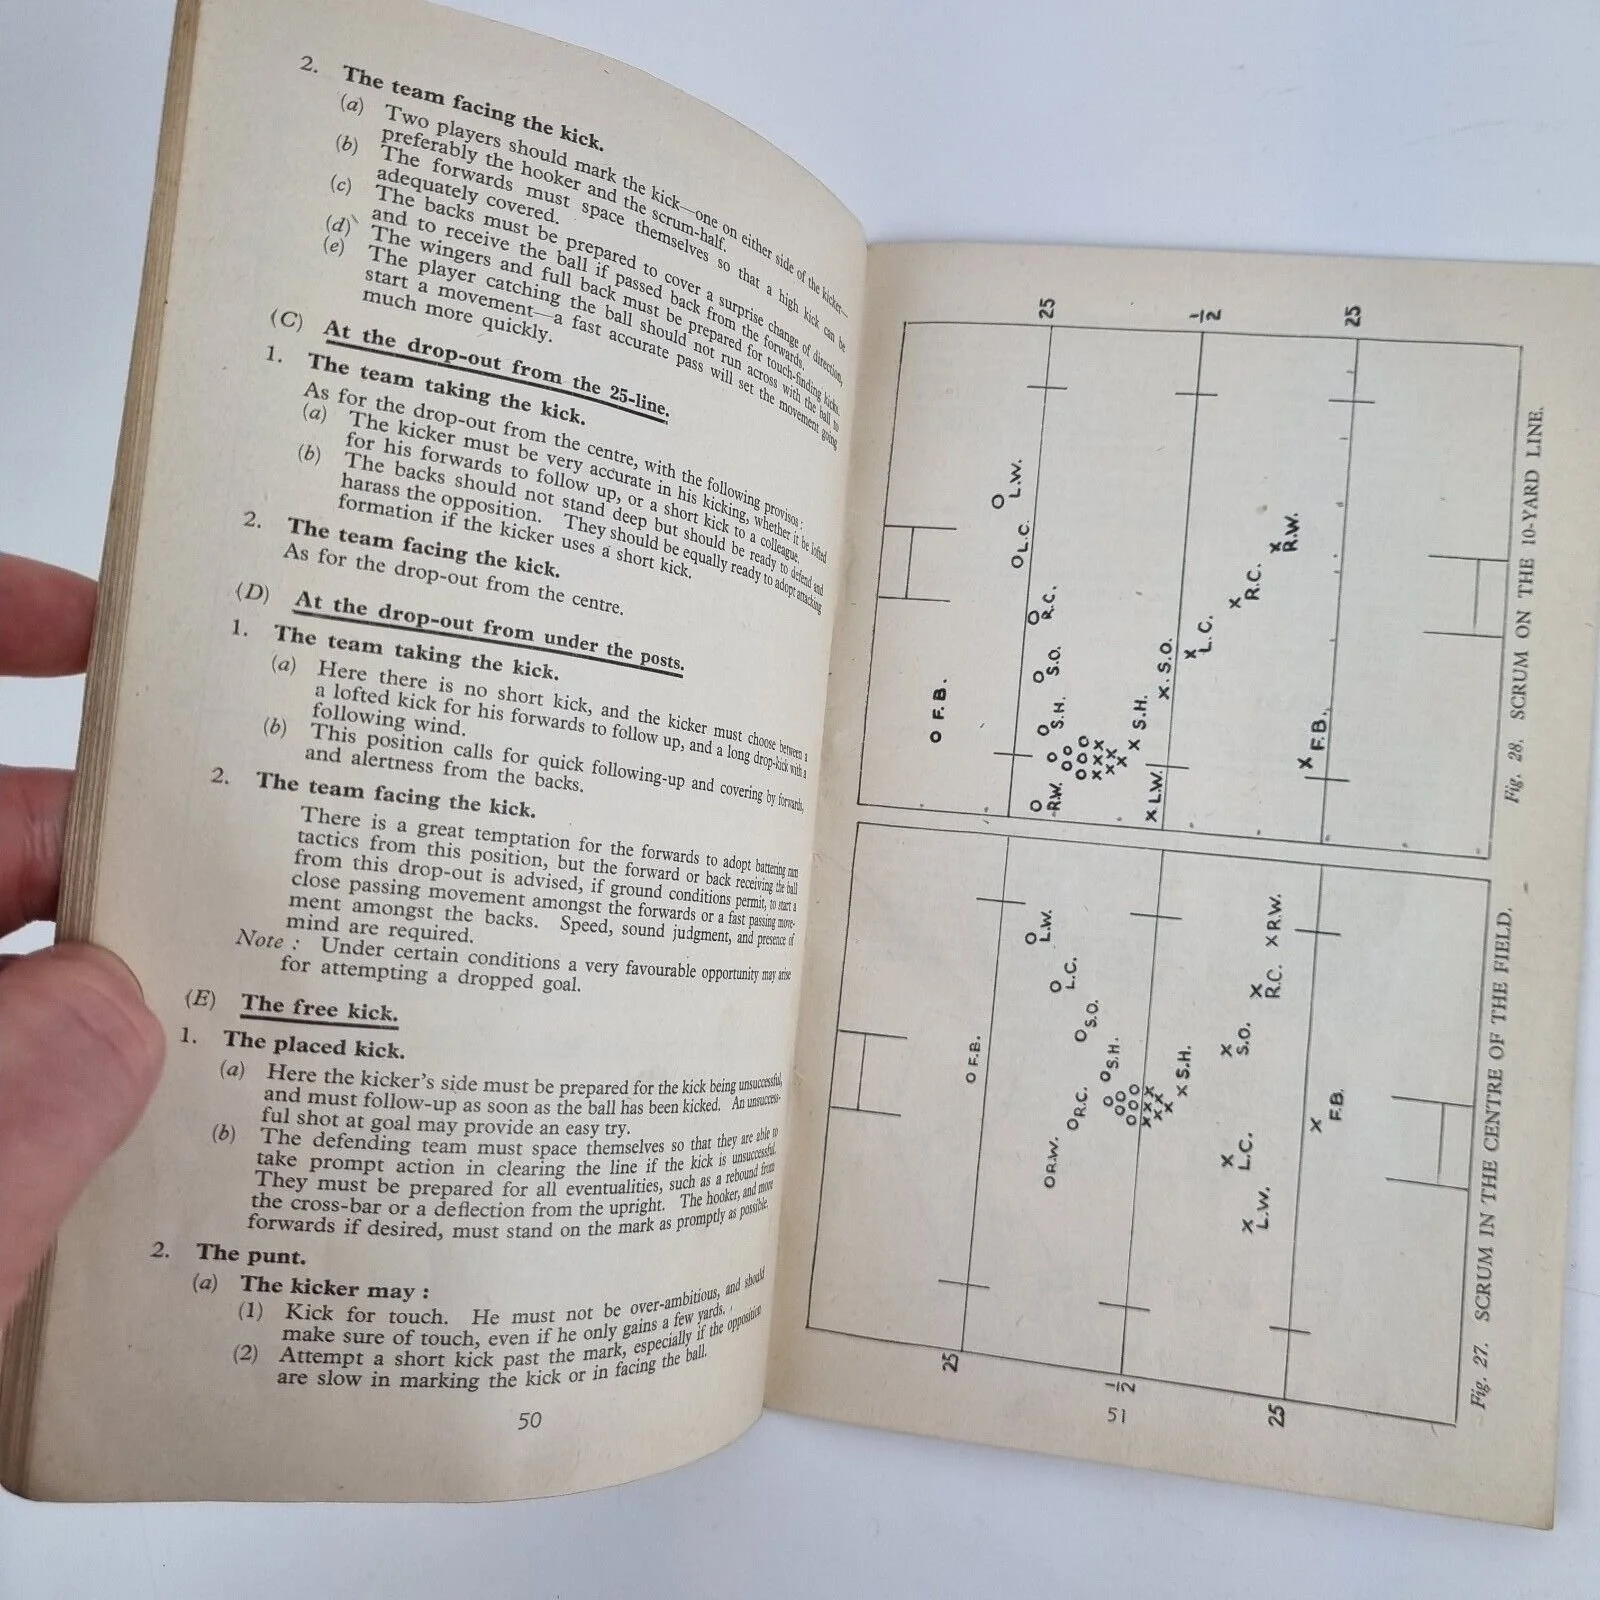 2. The team facing the kick.
(a) Two players should mark the kick—one on either side of the kicker—
preferably the hooker and the scrum-half.
(b) The forwards must space themselves so that a high kick can be
adequately covered.
(c) The backs must be prepared to cover a surprise change of direction,
and to receive the ball if passed back from the forwards.
(d) The wingers and full back must be prepared for touch-finding kicks.
(e) The player catching the ball should not run across with the ball to
start a movement—a fast accurate pass will set the movement going
much more quickly.
(C) At the drop-out from the 25-line.
1. The team taking the kick.
As for the drop-out from the centre, with the following provisos:
(a) The kicker must be very accurate in his kicking, whether it be lofted
for his forwards to follow up, or a short kick to a colleague.
(b) The backs should not stand deep but should be ready to defend and
harass the opposition. They should be equally ready to adopt attacking
formation if the kicker uses a short kick.
2. The team facing the kick.
As for the drop-out from the centre.
(D) At the drop-out from under the posts.
1. The team taking the kick.
(a) Here there is no short kick, and the kicker must choose between a
a lofted kick for his forwards to follow up, and a long drop-kick with a
following wind.
(b) This position calls for quick following-up and covering by forwards,
and alertness from the backs.
2. The team facing the kick.
There is a great temptation for the forwards to adopt battering ram
tactics from this position, but the forward or back receiving the ball
from this drop-out is advised, if ground conditions permit, to start a
close passing movement amongst the forwards or a fast passing move-
ment amongst the backs. Speed, sound judgment, and presence of
mind are required.
Note : Under certain conditions a very favourable opportunity may arise
for attempting a dropped goal.
(E) The free kick.
1. The placed kick.
(a) Here the kicker's side must be prepared for the kick being unsuccessful,
and must follow-up as soon as the ball has been kicked. An unsuccess-
ful shot at goal may provide an easy try.
(b) The defending team must space themselves so that they are able to
take prompt action in clearing the line if the kick is unsuccessful.
They must be prepared for all eventualities, such as a rebound from
the cross-bar or a deflection from the upright. The hooker, and more
forwards if desired, must stand on the mark as promptly as possible.
2. The punt.
(a) The kicker may :
(1) Kick for touch. He must not be over-ambitious, and should
make sure of touch, even if he only gains a few yards.
(2) Attempt a short kick past the mark, especially if the opposition
are slow in marking the kick or in facing the ball.
50
25
½
25
O F.B.
O L.W.
O L.C.
O R.C.
O S.O.
O S.H.
O R.W.
X S.H.
X L.W.
X S.O.
X L.C.
X R.C.
X R.W.
X F.B.
Fig. 28. SCRUM ON THE 10-YARD LINE.
O F.B.
O L.W.
O L.C.
O S.O.
O S.H.
O R.C.
O R.W.
X S.H.
X S.O.
X R.C.
X R.W.
X L.C.
X L.W.
X F.B.
25
½
25
Fig. 27. SCRUM IN THE CENTRE OF THE FIELD.
51